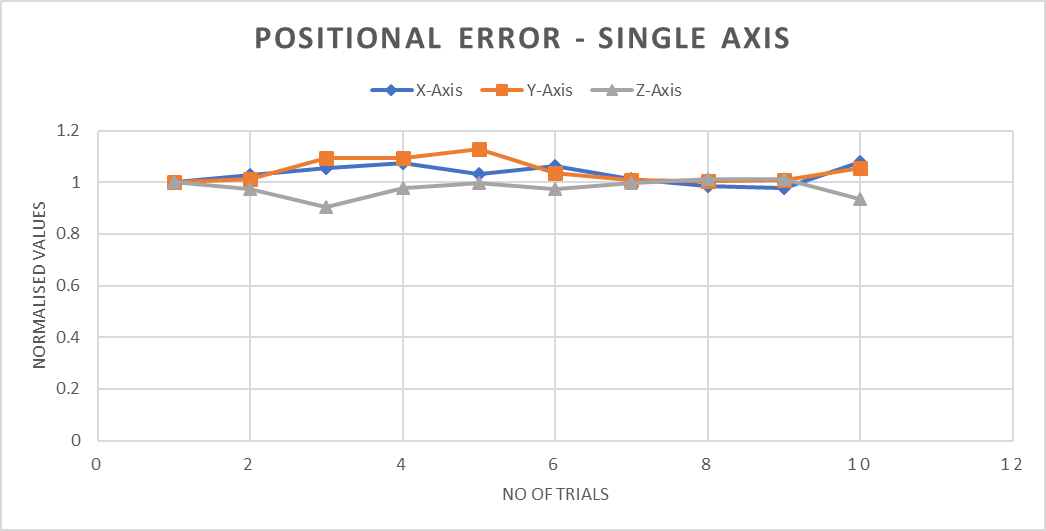 POSITIONAL ERROR - SINGLE AXIS
X-Axis Y-Axis Z-Axis
NORMALISED VALUES
1.2
1
0.8
0.6
0.4
0.2
0
0 2 4 6 8 10 12
NO OF TRIALS